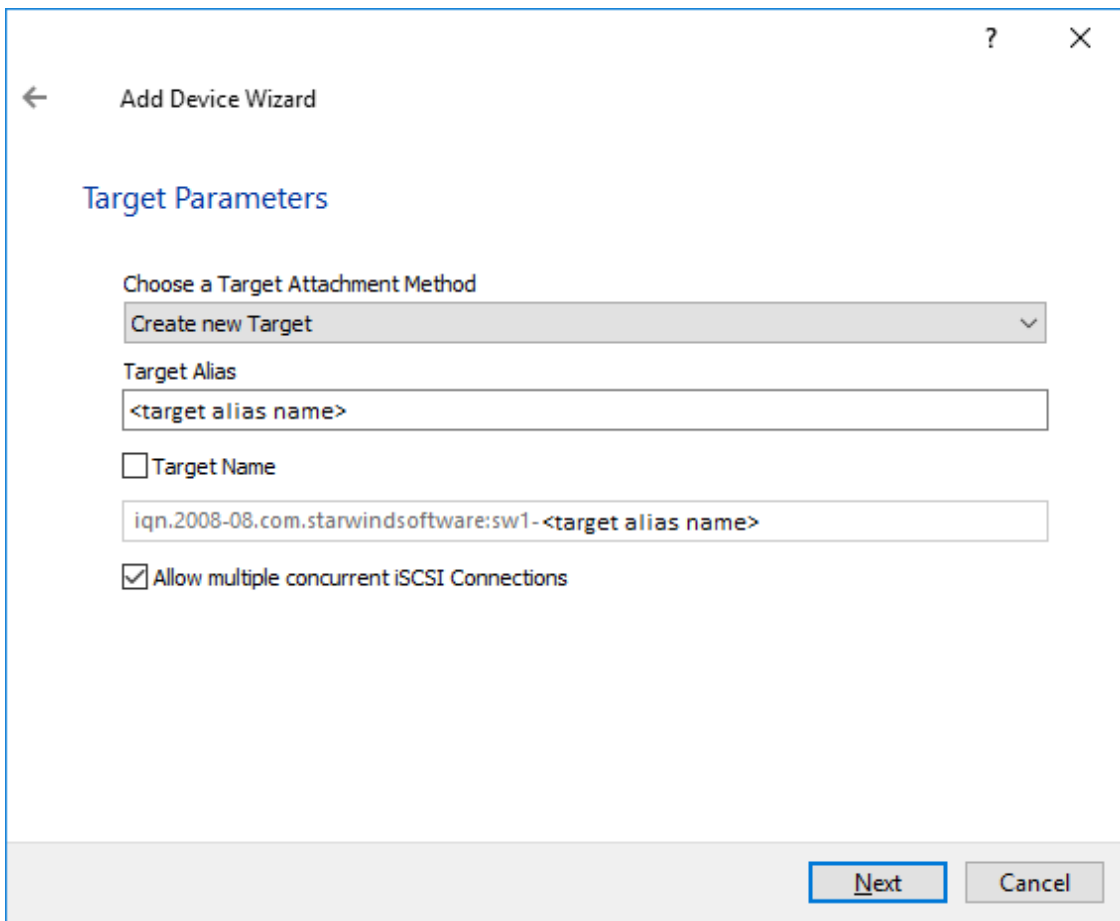 ?
Add Device Wizard
Target Parameters
Choose a Target Attachment Method
Create new Target
Target Alias
<target alias name>
Target Name
iqn.2008-08.com.starwindsoftware:sw1-<target alias name>
Allow multiple concurrent iSCSI Connections
Next Cancel